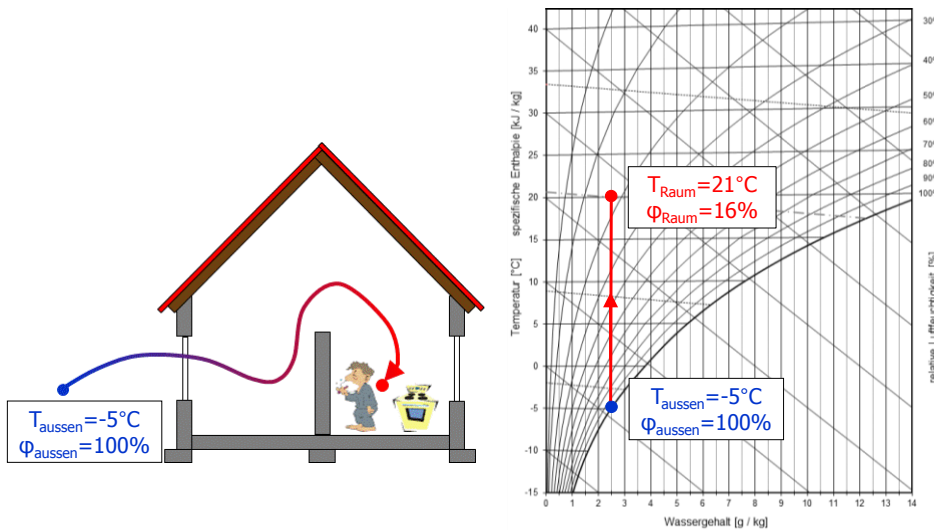 T_aussen=-5°C
φ_aussen=100%
spezifische Enthalpie [kJ / kg]
Temperatur [°C]
40
35
30
25
20
15
10
5
0
-5
-10
-15
T_Raum=21°C
φ_Raum=16%
T_aussen=-5°C
φ_aussen=100%
30%
40%
50%
60%
70%
80%
90%
100%
relative Luftfeuchtigkeit [%]
0 1 2 3 4 5 6 7 8 9 10 11 12 13 14
Wassergehalt [g / kg]